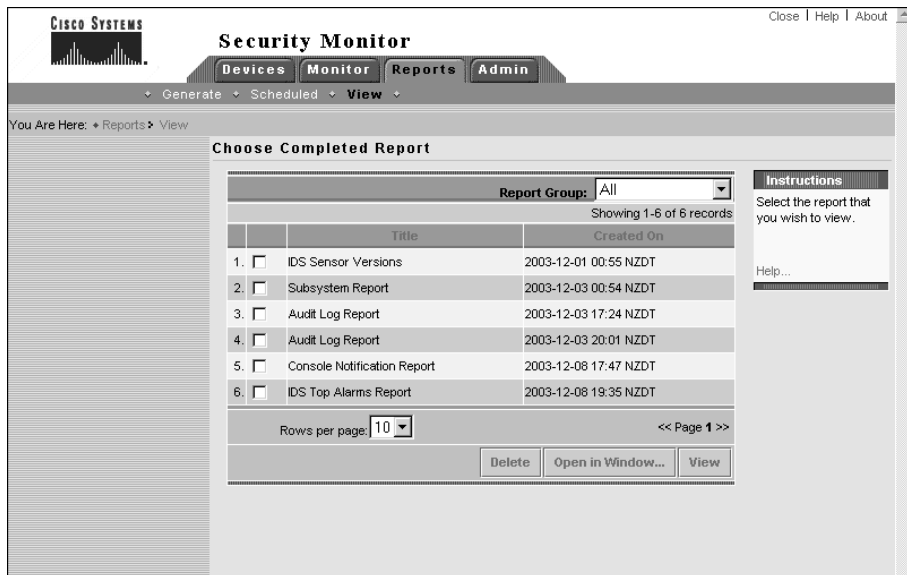 Close | Help | About
CISCO SYSTEMS
Security Monitor
Devices Monitor Reports Admin
Generate Scheduled View
You Are Here: Reports > View
Choose Completed Report
Report Group: All
Showing 1-6 of 6 records
Title Created On
1. IDS Sensor Versions 2003-12-01 00:55 NZDT
2. Subsystem Report 2003-12-03 00:54 NZDT
3. Audit Log Report 2003-12-03 17:24 NZDT
4. Audit Log Report 2003-12-03 20:01 NZDT
5. Console Notification Report 2003-12-08 17:47 NZDT
6. IDS Top Alarms Report 2003-12-08 19:35 NZDT
Rows per page: 10 << Page 1 >>
Delete Open in Window... View
Instructions
Select the report that
you wish to view.
Help...